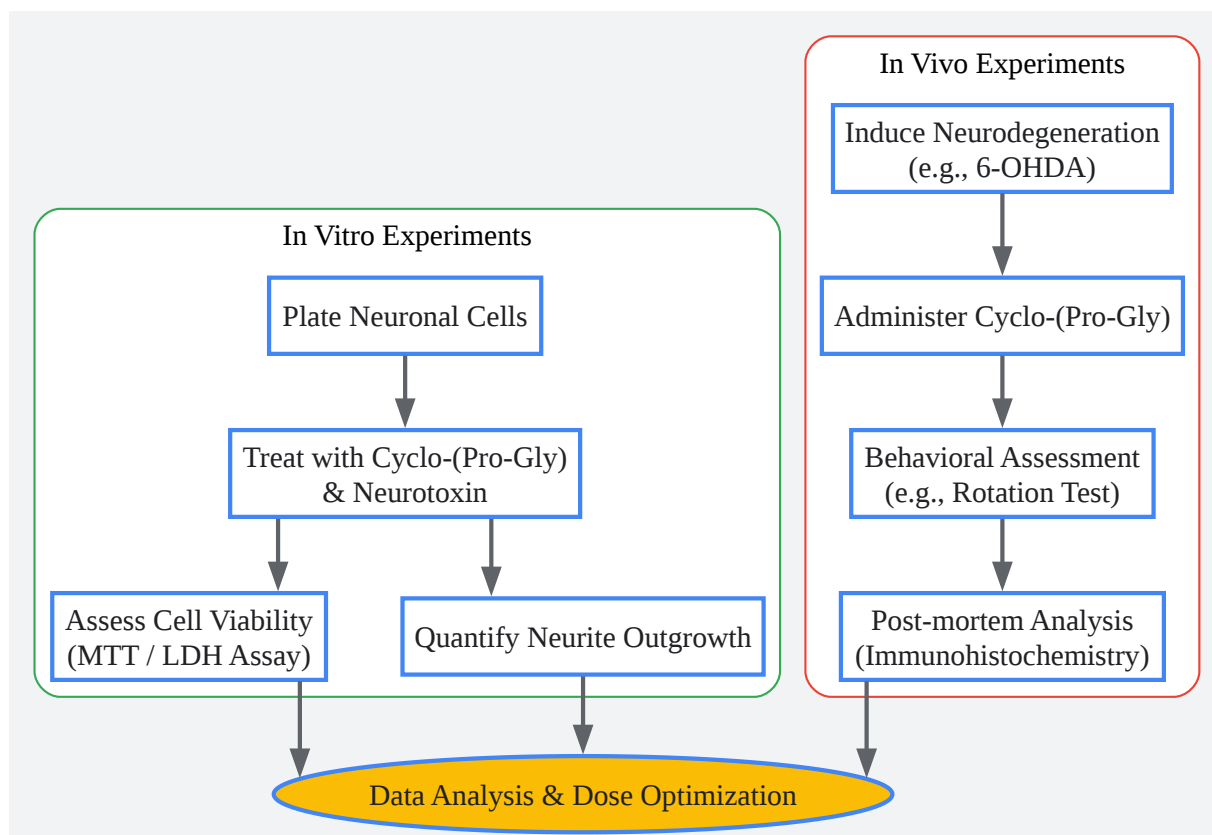 In Vitro Experiments
Plate Neuronal Cells
Treat with Cyclo-(Pro-Gly)
& Neurotoxin
Assess Cell Viability
(MTT / LDH Assay)
Quantify Neurite Outgrowth
In Vivo Experiments
Induce Neurodegeneration
(e.g., 6-OHDA)
Administer Cyclo-(Pro-Gly)
Behavioral Assessment
(e.g., Rotation Test)
Post-mortem Analysis
(Immunohistochemistry)
Data Analysis & Dose Optimization